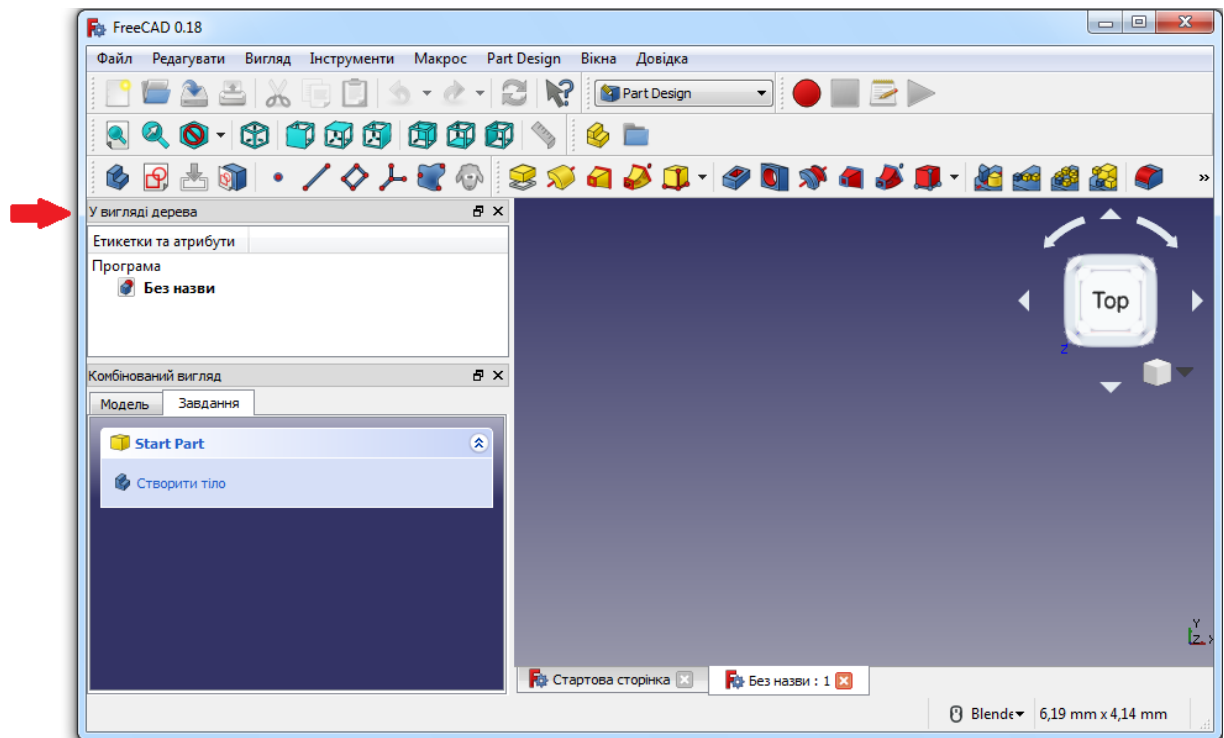 FreeCAD 0.18
Файл Редагувати Вигляд Інструменти Макрос Part Design Вікна Довідка
Part Design
»
У вигляді дерева
Етикетки та атрибути
Програма
Без назви
Top
Z
Комбінований вигляд
Модель Завдання
Start Part
Створити тіло
Y
Z X
Стартова сторінка Без назви : 1
Blende 6,19 mm x 4,14 mm